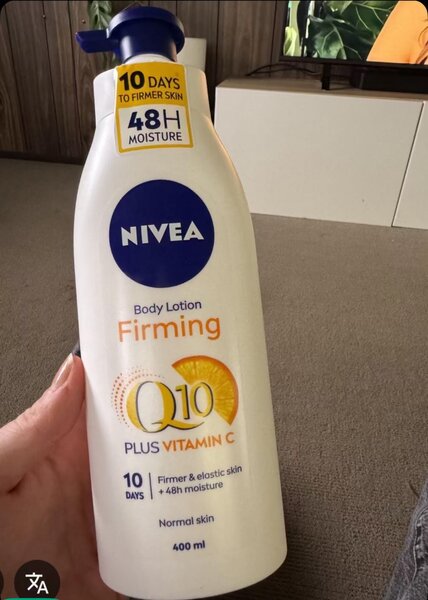 10 DAYS
TO FIRMER SKIN
48H
MOISTURE
NIVEA
Body Lotion
Firming
Q10
PLUS VITAMIN C
10 DAYS
Firmer & elastic skin
+ 48h moisture
Normal skin
400 ml